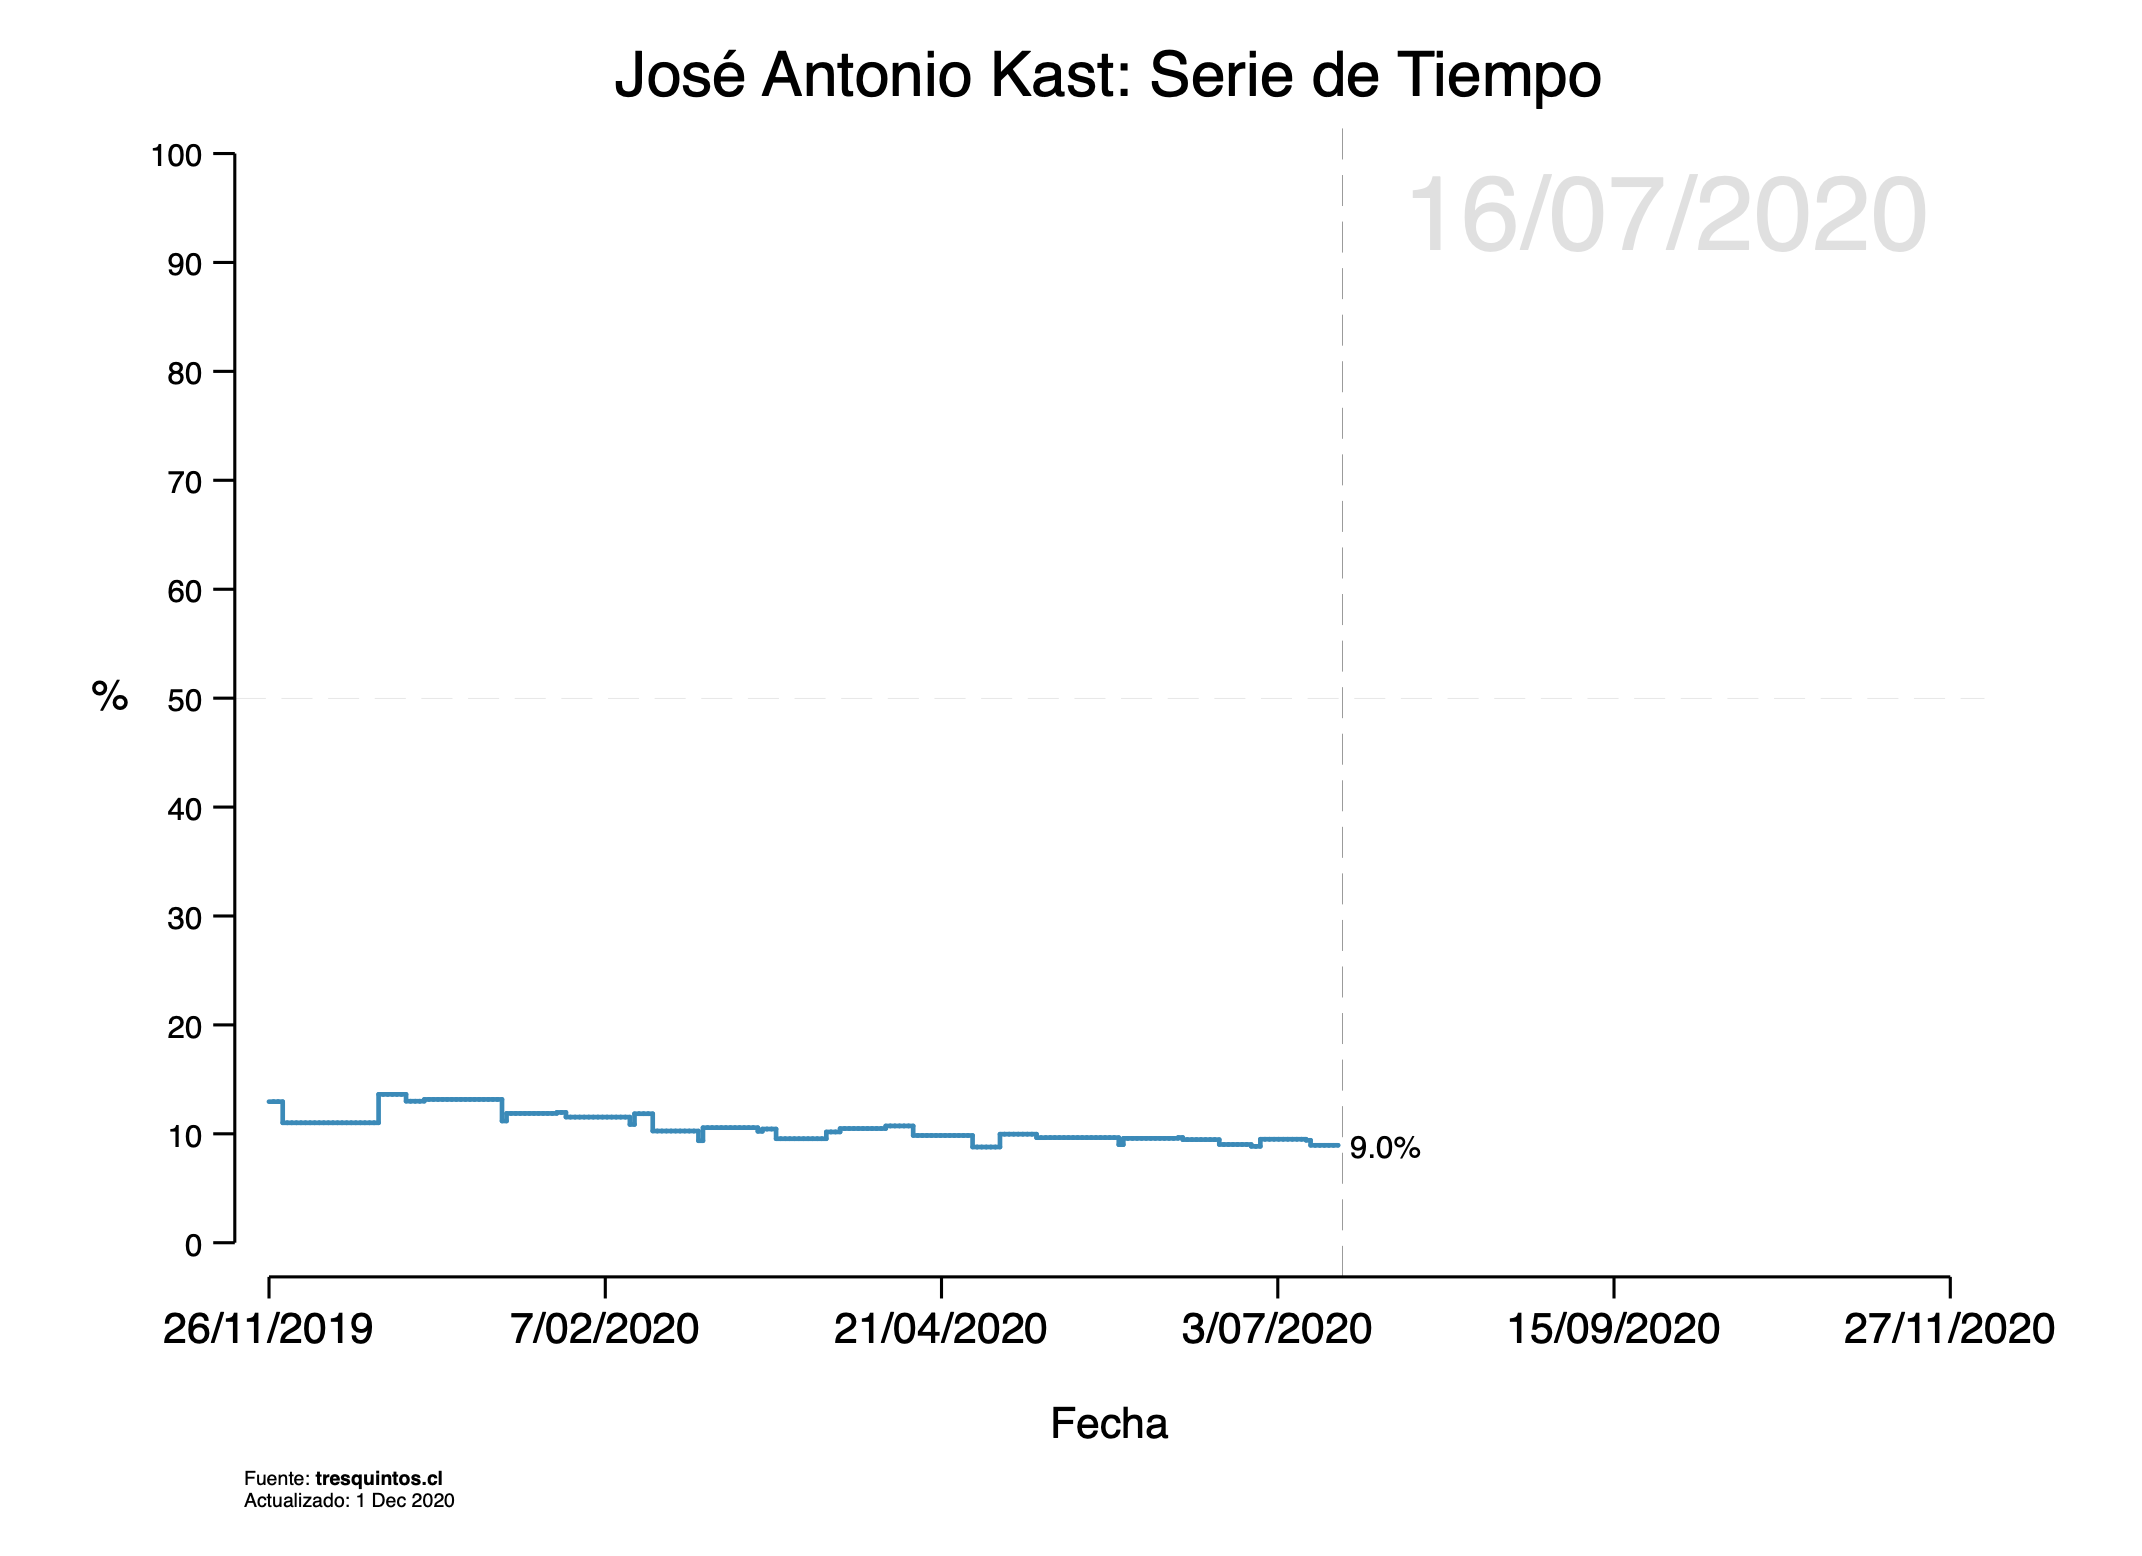 José Antonio Kast: Serie de Tiempo
16/07/2020
100
90
80
70
60
%
50
40
30
20
10
0
9.0%
26/11/2019 7/02/2020 21/04/2020 3/07/2020 15/09/2020 27/11/2020
Fecha
Fuente: tresquintos.cl
Actualizado: 1 Dec 2020